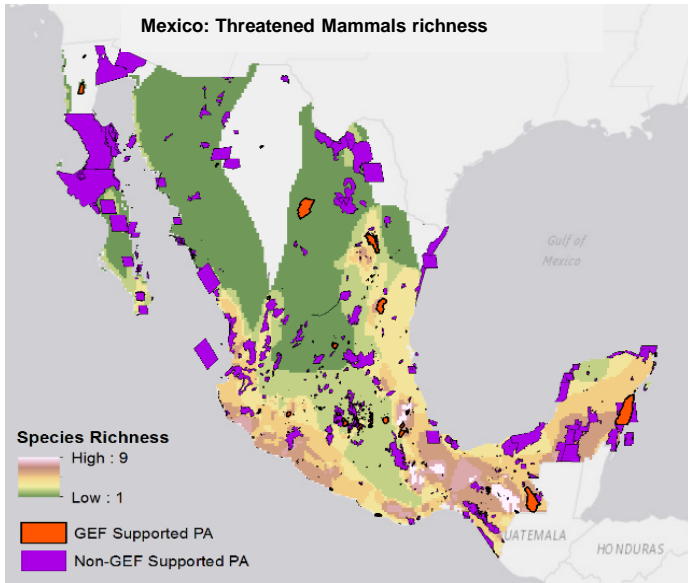 Mexico: Threatened Mammals richness
Gulf of
Mexico
Species Richness
High : 9
Low : 1
GEF Supported PA
Non-GEF Supported PA
UATEMALA
HONDURAS